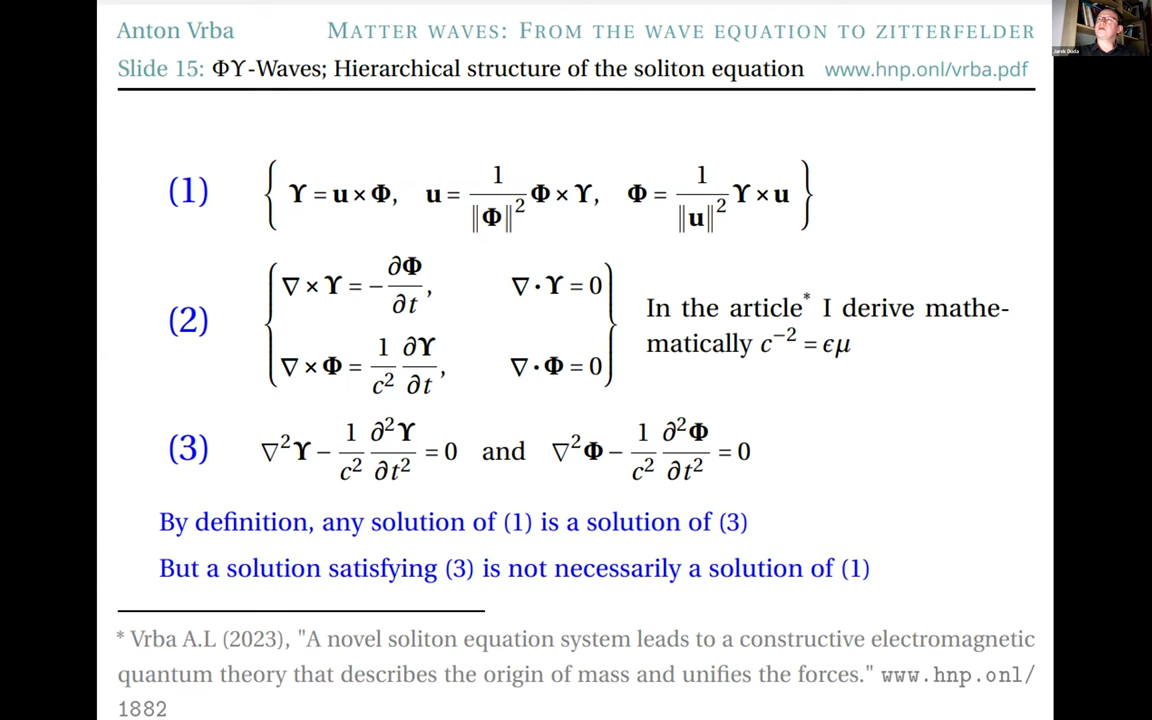 Anton Vrba MATTER WAVES: FROM THE WAVE EQUATION TO ZITTERFELDER
Slide 15: Φϒ-Waves; Hierarchical structure of the soliton equation www.hnp.onl/vrba.pdf
Jarek Duda
(1) { ϒ = u × Φ, u = 1/‖Φ‖² Φ × ϒ, Φ = 1/‖u‖² ϒ × u }
(2) { ∇ × ϒ = −∂Φ/∂t, ∇ · ϒ = 0
∇ × Φ = 1/c² ∂ϒ/∂t, ∇ · Φ = 0 }
In the article* I derive mathe-
matically c⁻² = ϵμ
(3) ∇²ϒ − 1/c² ∂²ϒ/∂t² = 0 and ∇²Φ − 1/c² ∂²Φ/∂t² = 0
By definition, any solution of (1) is a solution of (3)
But a solution satisfying (3) is not necessarily a solution of (1)
* Vrba A.L (2023), "A novel soliton equation system leads to a constructive electromagnetic
quantum theory that describes the origin of mass and unifies the forces." www.hnp.onl/
1882